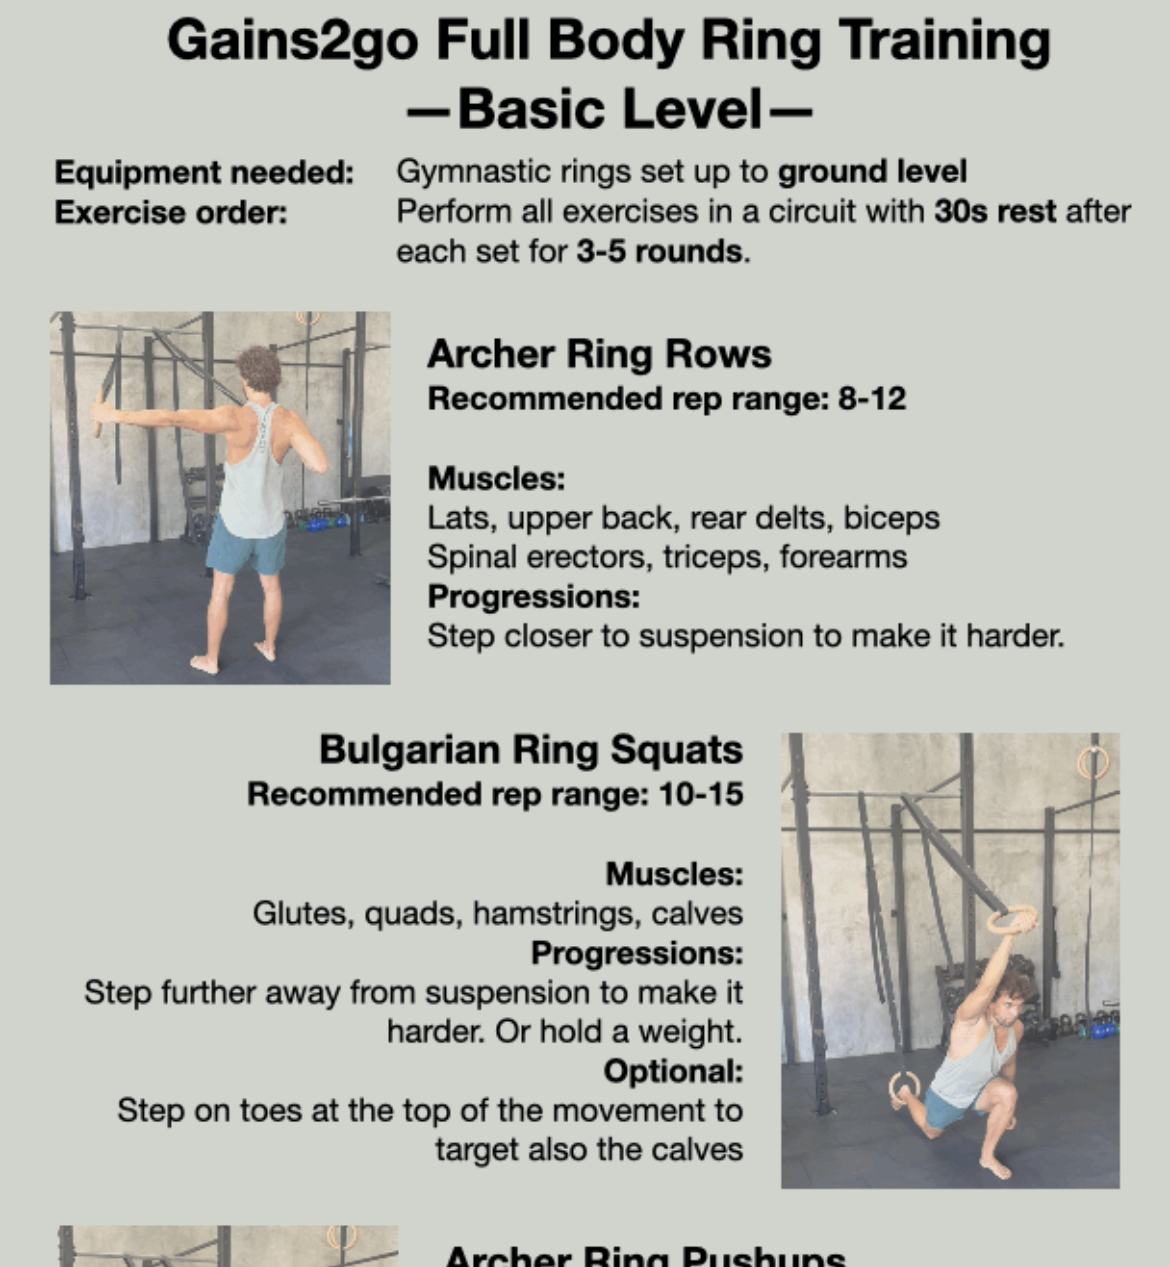 Gains2go Full Body Ring Training
—Basic Level—
Equipment needed: Gymnastic rings set up to ground level
Exercise order: Perform all exercises in a circuit with 30s rest after
each set for 3-5 rounds.
Archer Ring Rows
Recommended rep range: 8-12
Muscles:
Lats, upper back, rear delts, biceps
Spinal erectors, triceps, forearms
Progressions:
Step closer to suspension to make it harder.
Bulgarian Ring Squats
Recommended rep range: 10-15
Muscles:
Glutes, quads, hamstrings, calves
Progressions:
Step further away from suspension to make it
harder. Or hold a weight.
Optional:
Step on toes at the top of the movement to
target also the calves
Archer Ring Pushups